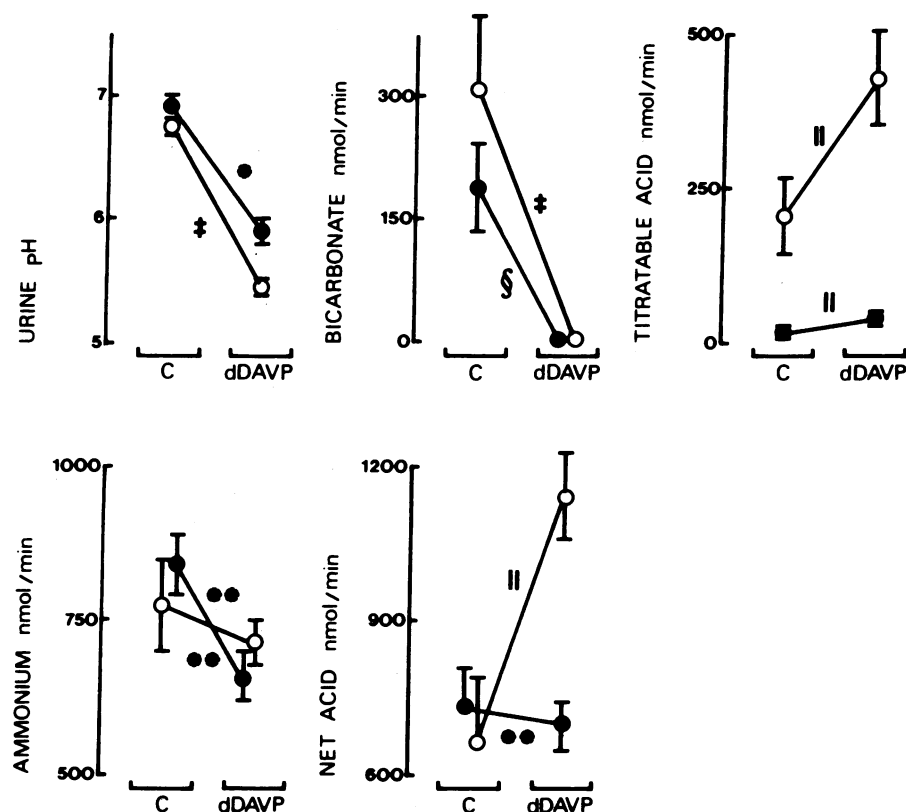 URINE pH
7
6
5
C
dDAVP
‡
BICARBONATE nmol/min
300
150
0
C
dDAVP
‡
§
TITRATABLE ACID nmol/min
500
250
0
C
dDAVP
||
||
AMMONIUM nmol/min
1000
750
500
C
dDAVP
NET ACID nmol/min
1200
900
600
C
dDAVP
||